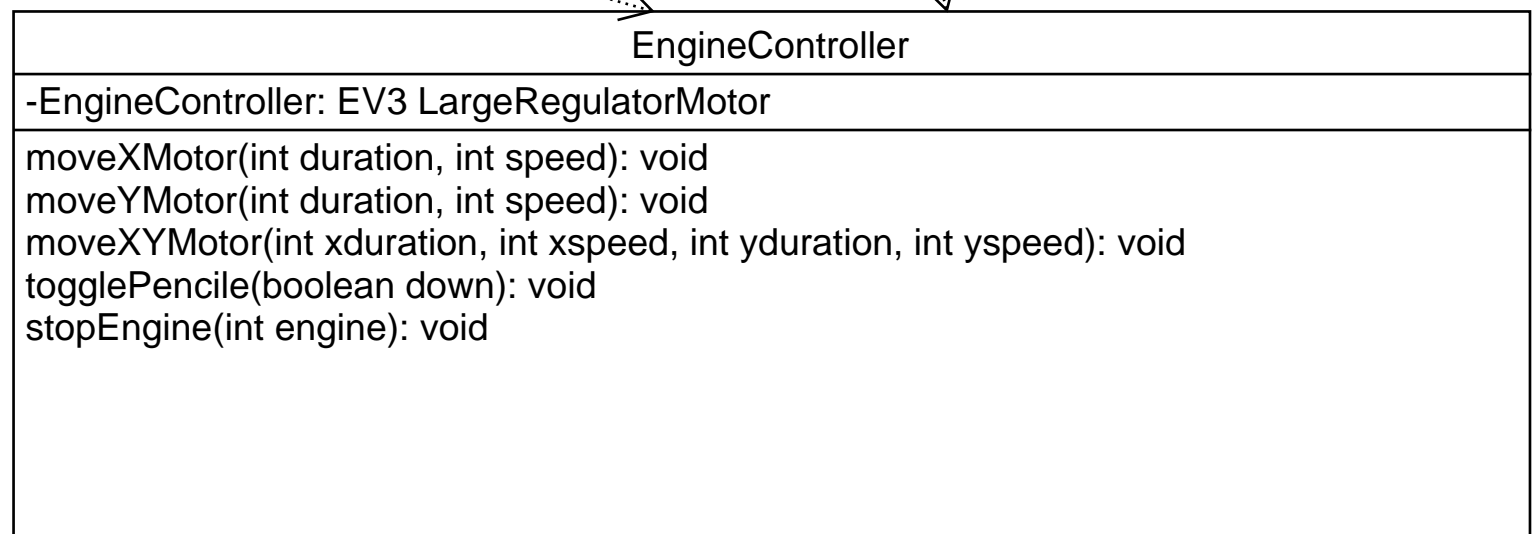 EngineController
-EngineController: EV3 LargeRegulatorMotor
moveXMotor(int duration, int speed): void
moveYMotor(int duration, int speed): void
moveXYMotor(int xduration, int xspeed, int yduration, int yspeed): void
togglePencile(boolean down): void
stopEngine(int engine): void